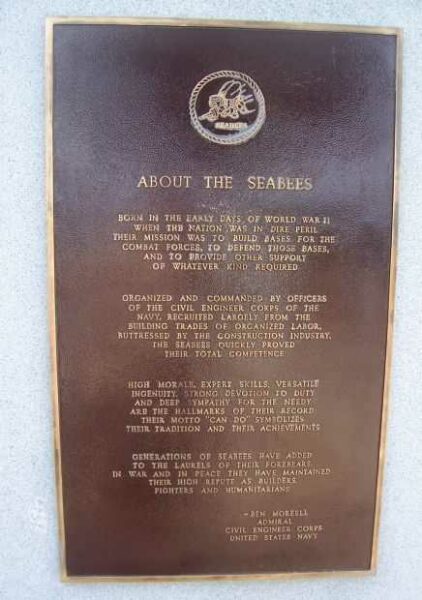 SEABEES
ABOUT THE SEABEES
BORN IN THE EARLY DAYS OF WORLD WAR II
WHEN THE NATION WAS IN DIRE PERIL
THEIR MISSION WAS TO BUILD BASES FOR THE
COMBAT FORCES, TO DEFEND THOSE BASES,
AND TO PROVIDE OTHER SUPPORT
OF WHATEVER KIND REQUIRED
ORGANIZED AND COMMANDED BY OFFICERS
OF THE CIVIL ENGINEER CORPS OF THE
NAVY, RECRUITED LARGELY FROM THE
BUILDING TRADES OF ORGANIZED LABOR,
BUTTRESSED BY THE CONSTRUCTION INDUSTRY,
THE SEABEES QUICKLY PROVED
THEIR TOTAL COMPETENCE
HIGH MORALE, EXPERT SKILLS, VERSATILE
INGENUITY, STRONG DEVOTION TO DUTY
AND DEEP SYMPATHY FOR THE NEEDY
ARE THE HALLMARKS OF THEIR RECORD
THEIR MOTTO "CAN DO" SYMBOLIZES
THEIR TRADITION AND THEIR ACHIEVEMENTS
GENERATIONS OF SEABEES HAVE ADDED
TO THE LAURELS OF THEIR FOREBEARS.
IN WAR AND IN PEACE THEY HAVE MAINTAINED
THEIR HIGH REPUTE AS BUILDERS,
FIGHTERS AND HUMANITARIANS
-BEN MOREELL
ADMIRAL
CIVIL ENGINEER CORPS
UNITED STATES NAVY